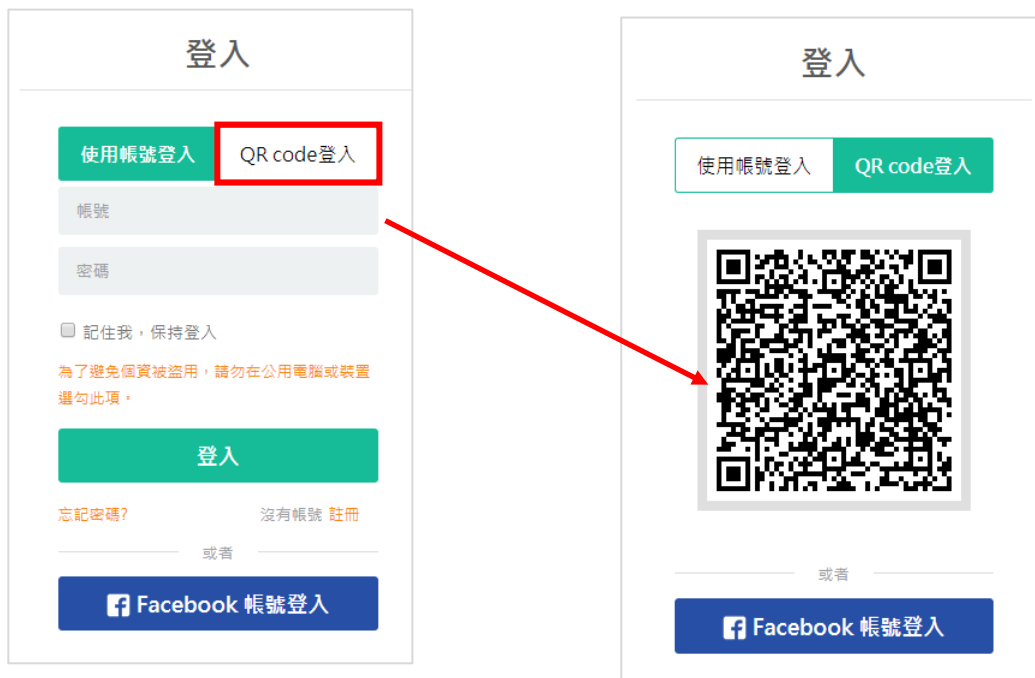 登入
使用帳號登入 QR code登入
帳號
密碼
記住我，保持登入
為了避免個資被盜用，請勿在公用電腦或裝置
選勾此項。
登入
忘記密碼? 沒有帳號 註冊
或者
Facebook 帳號登入
登入
使用帳號登入 QR code登入
或者
Facebook 帳號登入